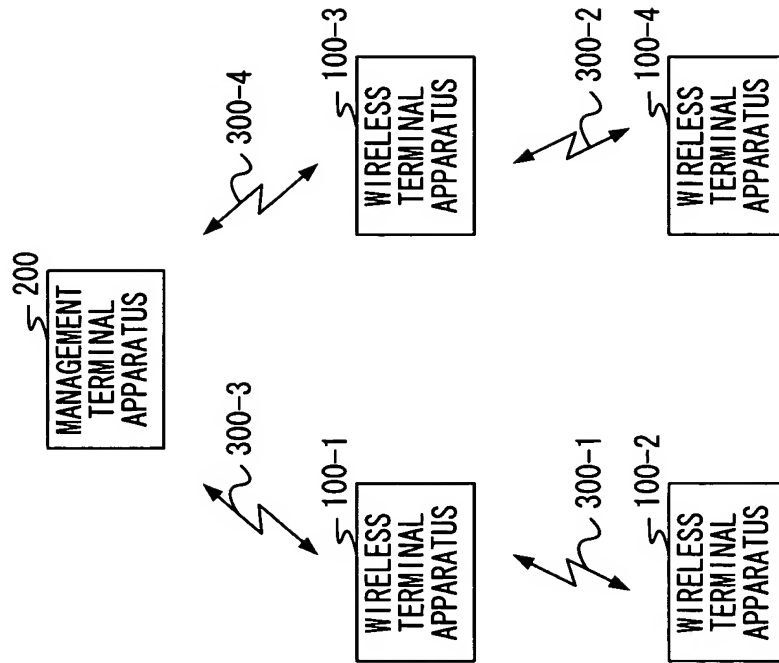 200
MANAGEMENT
TERMINAL
APPARATUS
300-3
300-4
100-1
WIRELESS
TERMINAL
APPARATUS
100-3
WIRELESS
TERMINAL
APPARATUS
300-1
300-2
100-2
WIRELESS
TERMINAL
APPARATUS
100-4
WIRELESS
TERMINAL
APPARATUS